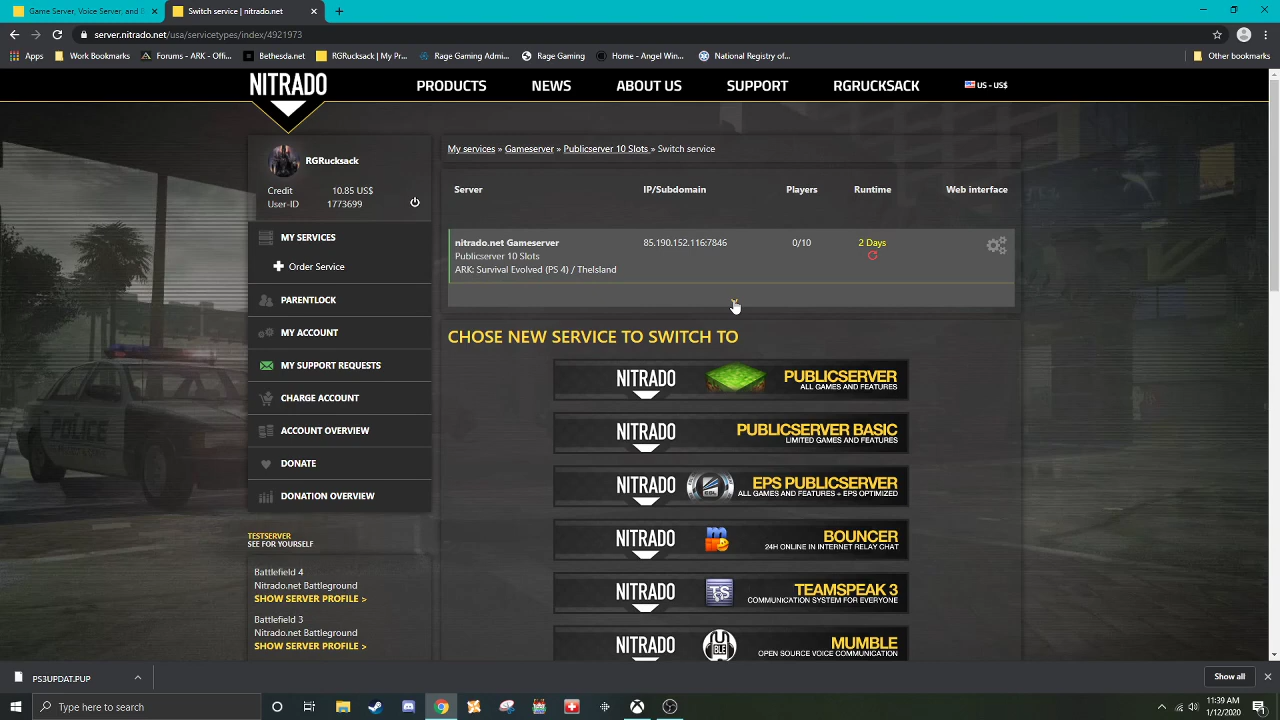 Game Server, Voice Server, and B
Switch service | nitrado.net
server.nitrado.net/usa/servicetypes/index/4921973
Apps
Work Bookmarks
Forums - ARK - Offi...
Bethesda.net
RGRucksack | My Pr...
Rage Gaming Admi...
Rage Gaming
Home - Angel Win...
National Registry of...
Other bookmarks
NITRADO
PRODUCTS
NEWS
ABOUT US
SUPPORT
RGRUCKSACK
US - US$
RGRucksack
Credit 10.85 US$
User-ID 1773699
MY SERVICES
Order Service
PARENTLOCK
MY ACCOUNT
MY SUPPORT REQUESTS
CHARGE ACCOUNT
ACCOUNT OVERVIEW
DONATE
DONATION OVERVIEW
TESTSERVER
SEE FOR YOURSELF
Battlefield 4
Nitrado.net Battleground
SHOW SERVER PROFILE >
Battlefield 3
Nitrado.net Battleground
SHOW SERVER PROFILE >
My services » Gameserver » Publicserver 10 Slots » Switch service
Server IP/Subdomain Players Runtime Web interface
nitrado.net Gameserver 85.190.152.116:7846 0/10 2 Days
Publicserver 10 Slots
ARK: Survival Evolved (PS 4) / TheIsland
CHOSE NEW SERVICE TO SWITCH TO
NITRADO PUBLICSERVER
ALL GAMES AND FEATURES
NITRADO PUBLICSERVER BASIC
LIMITED GAMES AND FEATURES
NITRADO ESL EPS PUBLICSERVER
ALL GAMES AND FEATURES + EPS OPTIMIZED
NITRADO BOUNCER
24H ONLINE IN INTERNET RELAY CHAT
NITRADO TS TEAMSPEAK 3
COMMUNICATION SYSTEM FOR EVERYONE
NITRADO MUMBLE
OPEN SOURCE VOICE COMMUNICATION
POLICE
PS3UPDAT.PUP
Show all
Type here to search
11:39 AM
1/12/2020